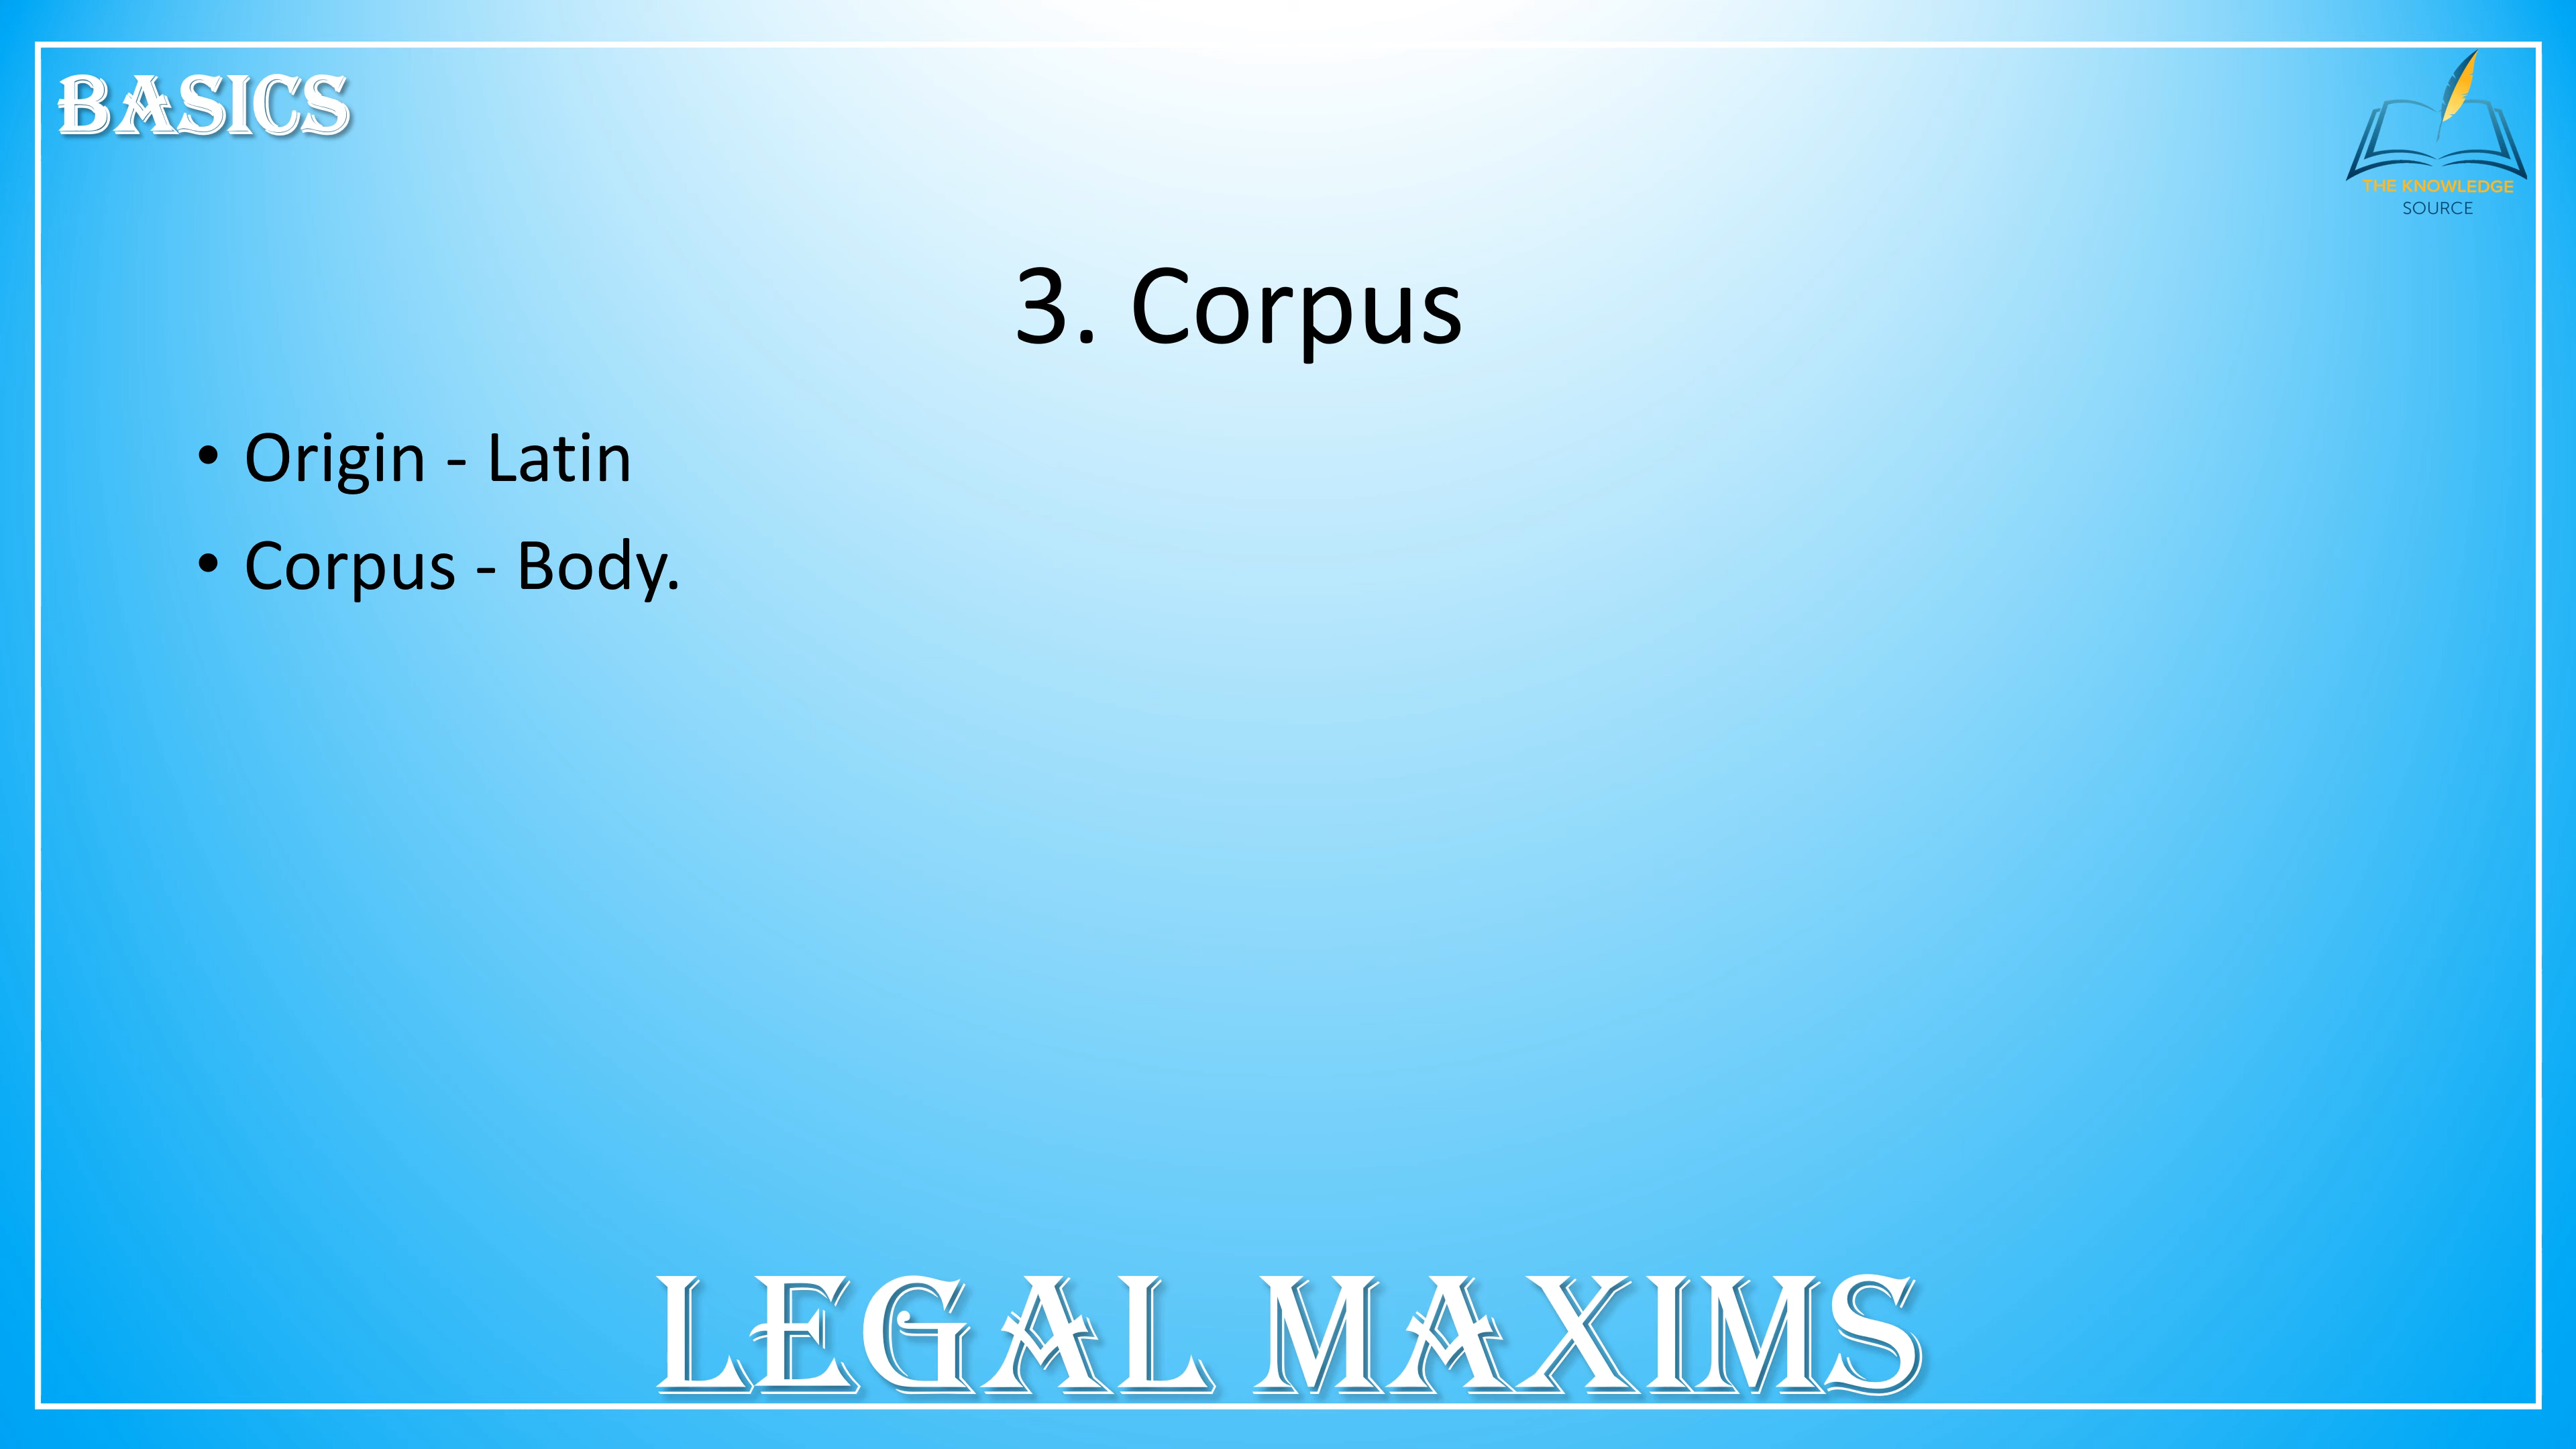 BASICS
THE KNOWLEDGE
SOURCE
3. Corpus
• Origin - Latin
• Corpus - Body.
LEGAL MAXIMS